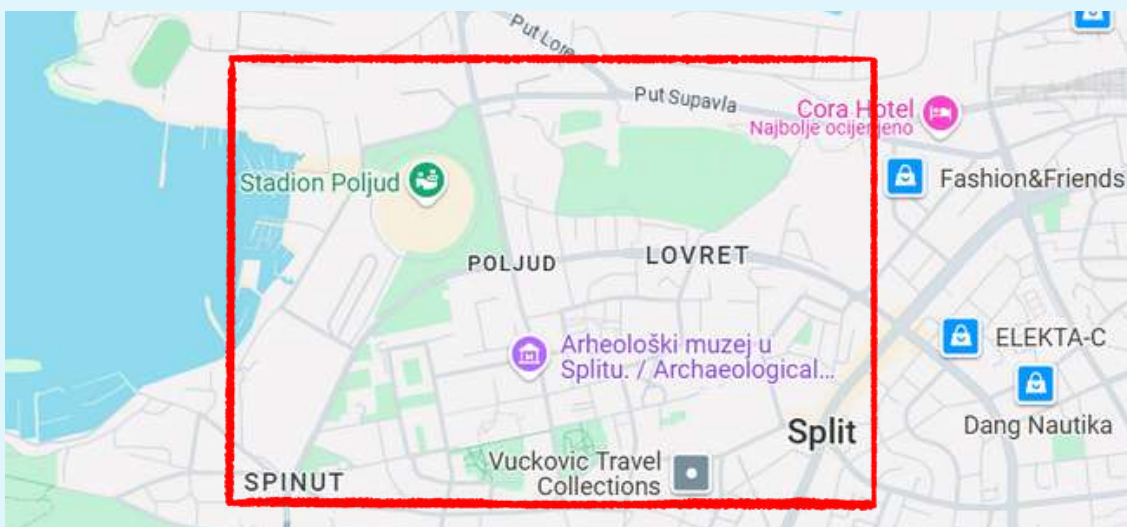 Put Lore
Put Supavla
Cora Hotel
Najbolje ocijenjeno
Stadion Poljud
Fashion&Friends
POLJUD
LOVRET
Arheološki muzej u
Splitu. / Archaeological...
ELEKTA-C
Dang Nautika
Split
Vuckovic Travel
Collections
SPINUT